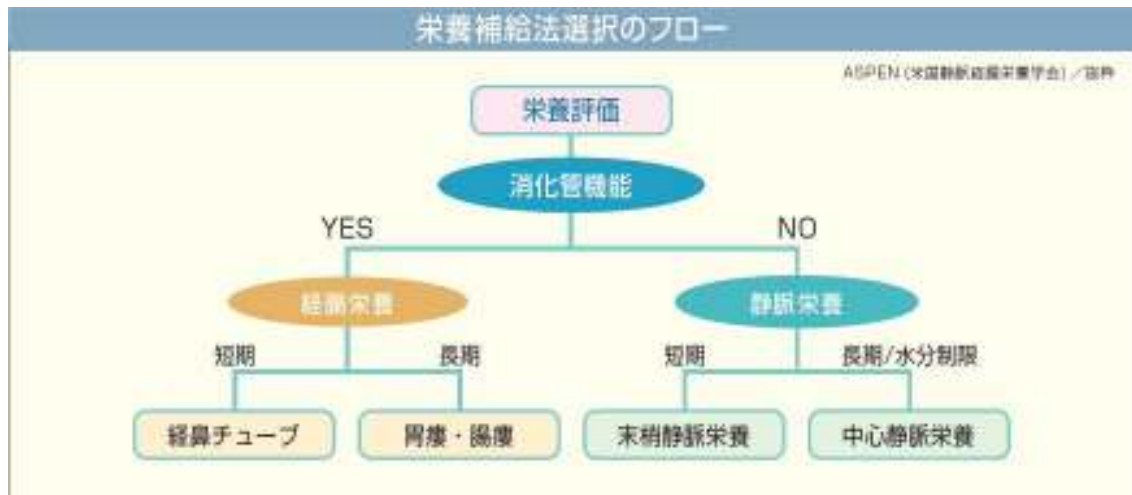 栄養補給法選択のフロー
ASPEN(米国静脈経腸栄養学会)/抜粋
栄養評価
消化管機能
YES
NO
経腸栄養
静脈栄養
短期
長期
短期
長期/水分制限
経鼻チューブ
胃瘻・腸瘻
末梢静脈栄養
中心静脈栄養